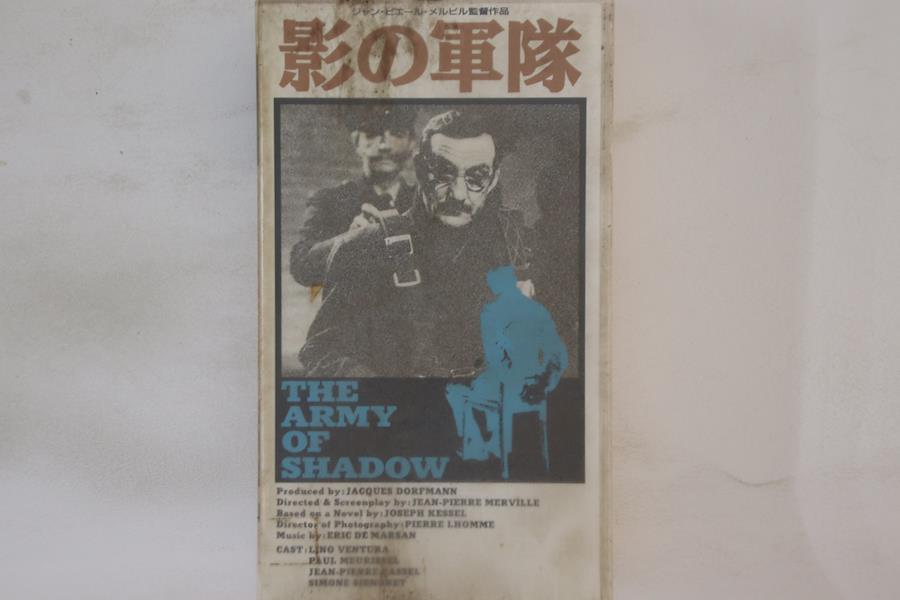 ジャン・ピエール・メルビル監督作品
影の軍隊
THE
ARMY
OF
SHADOW
Produced by: JACQUES DORFMANN
Directed & Screenplay by: JEAN-PIERRE MERVILLE
Based on a Novel by: JOSEPH KESSEL
Director of Photography: PIERRE LHOMME
Music by: ERIC DE MARSAN
CAST: LINO VENTURA
PAUL MEURISSEL
JEAN-PIERRE CASSEL
SIMONE SIGNORET